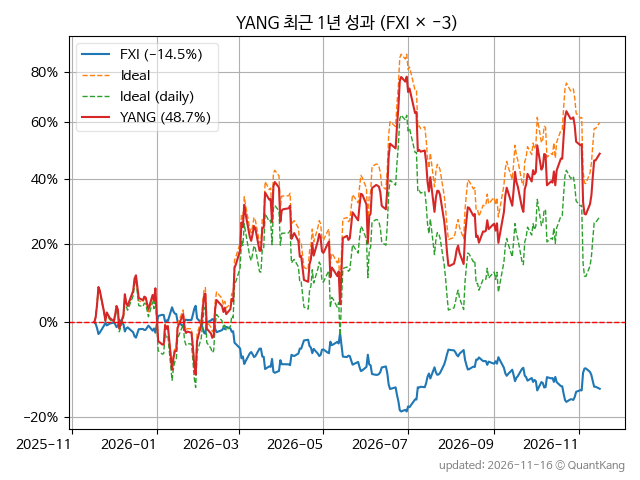 YANG 최근 1년 성과 (FXI × −3)
FXI (−14.5%)
Ideal
Ideal (daily)
YANG (48.7%)
80%
60%
40%
20%
0%
−20%
2025-11
2026-01
2026-03
2026-05
2026-07
2026-09
2026-11
updated: 2026-11-16 © QuantKang